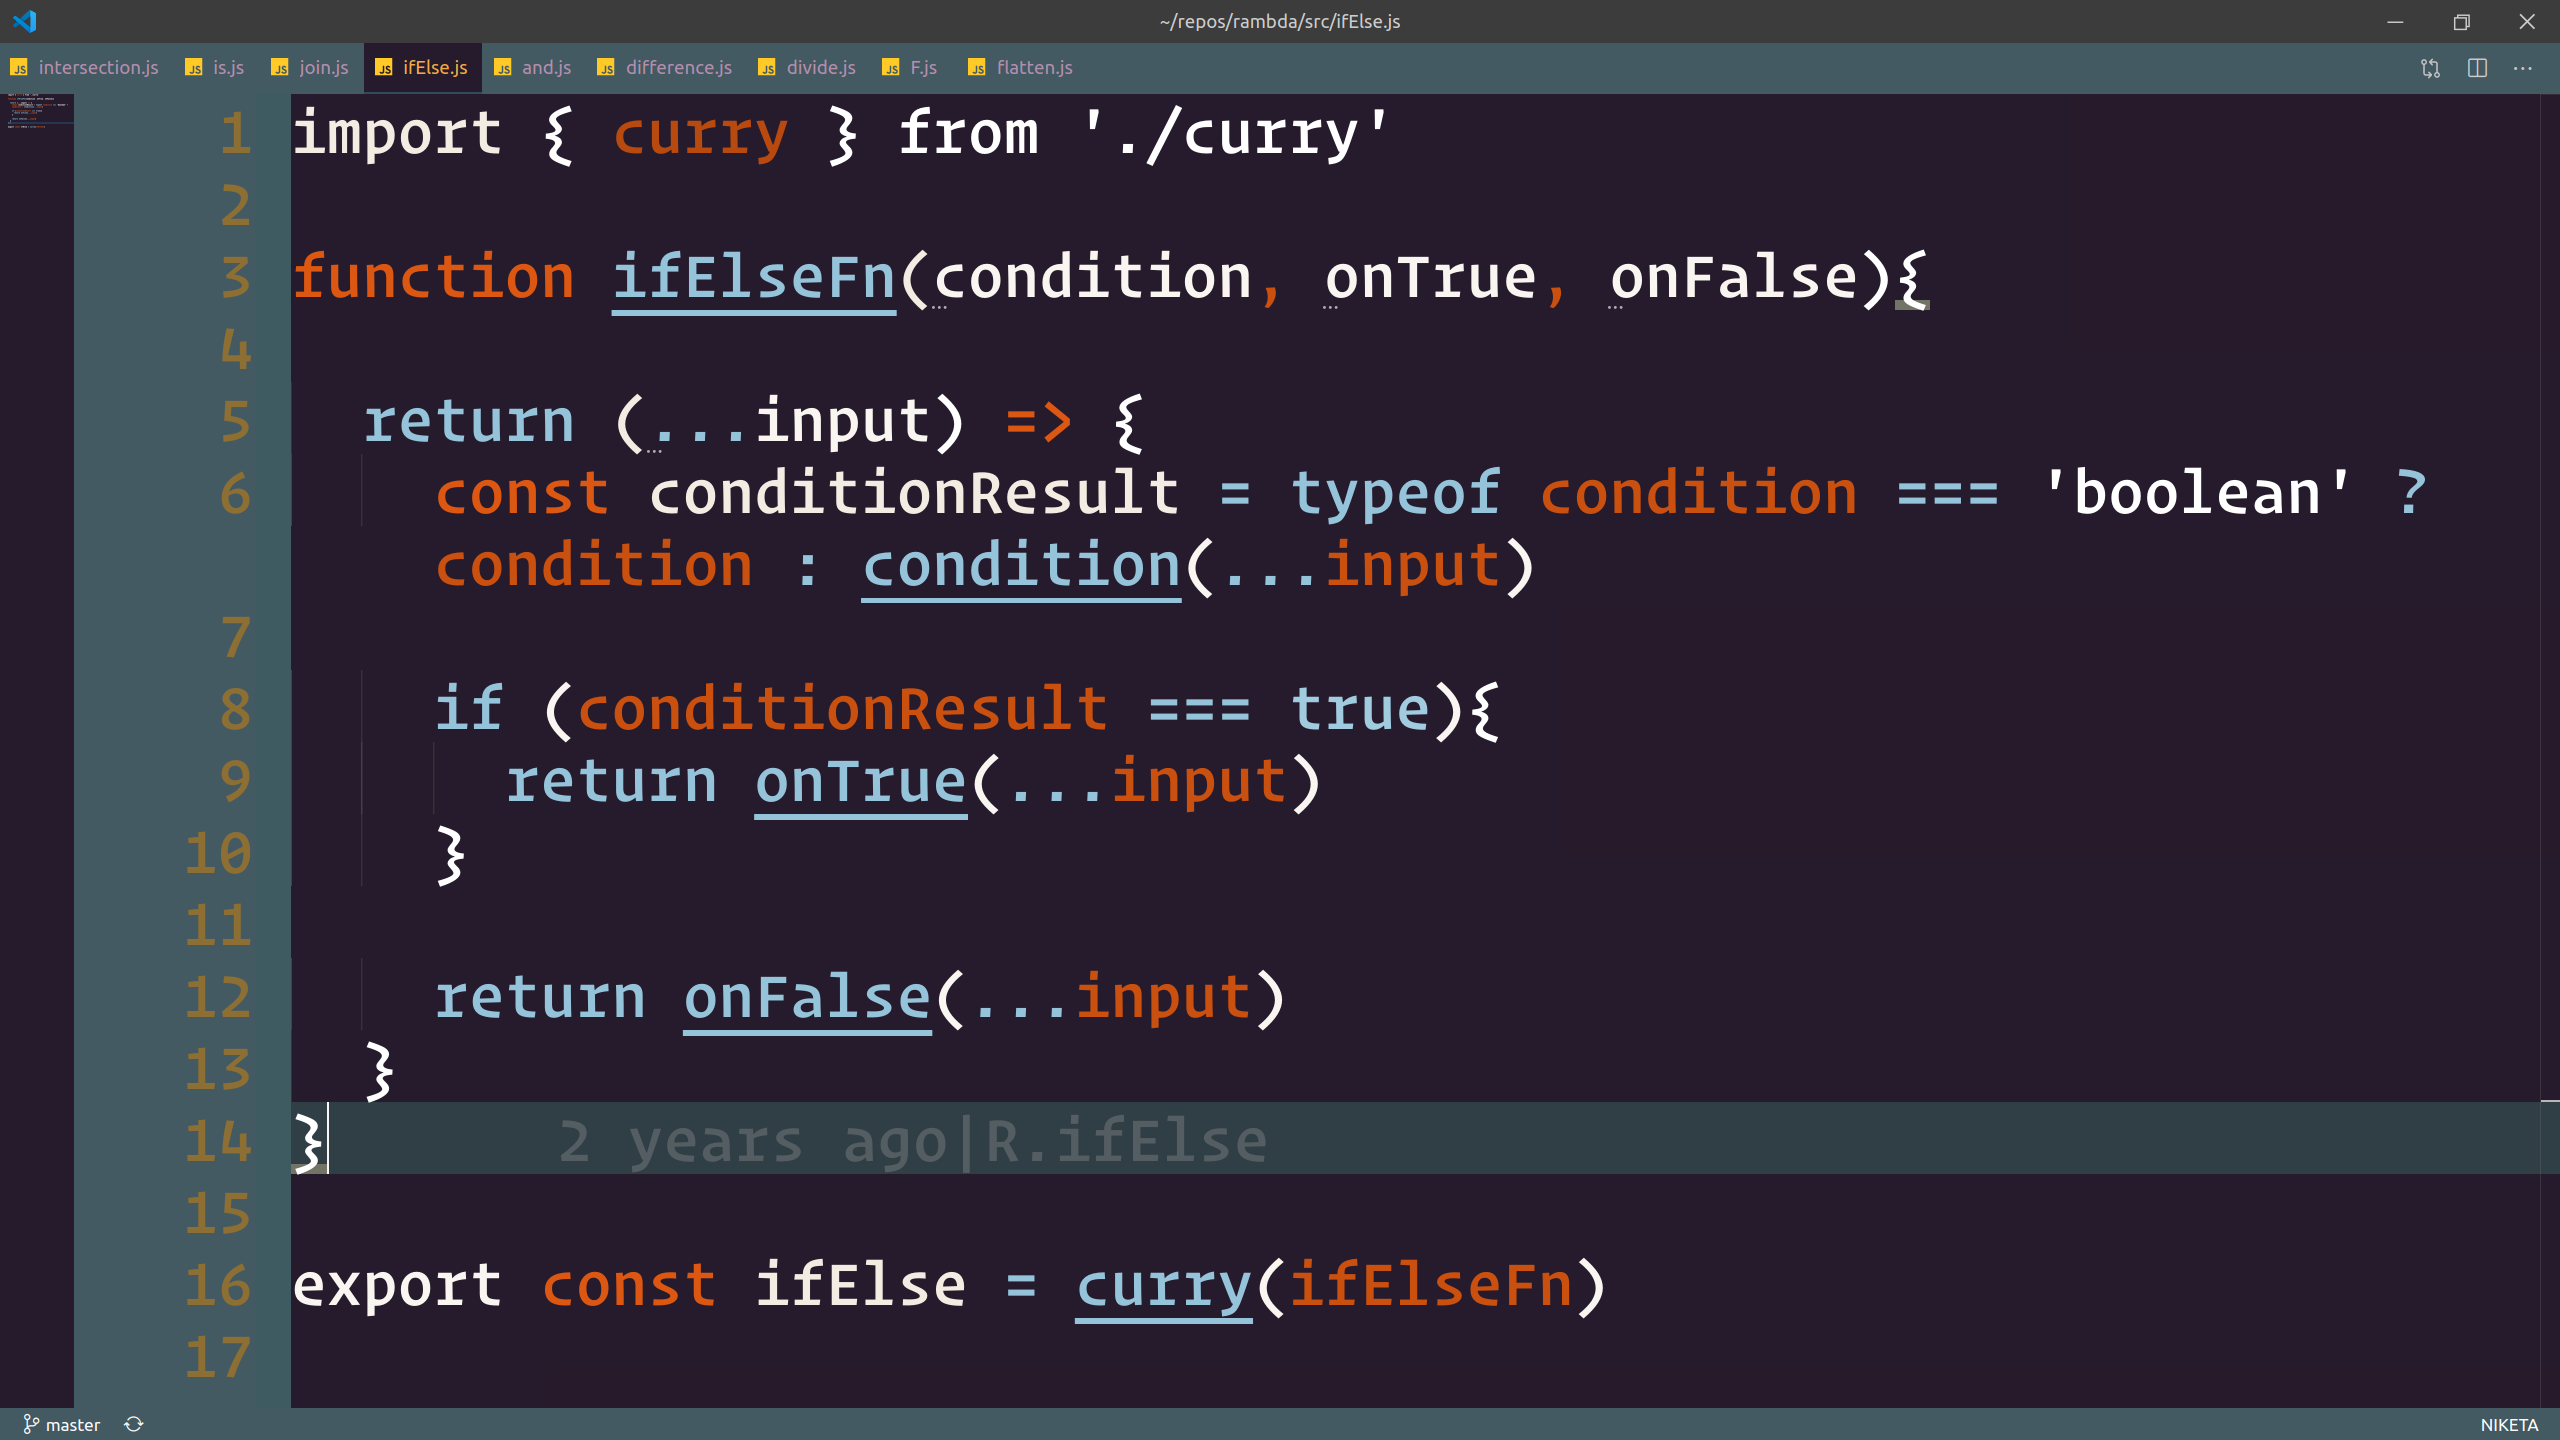 ~/repos/rambda/src/ifElse.js
JS intersection.js JS is.js JS join.js JS ifElse.js JS and.js JS difference.js JS divide.js JS F.js JS flatten.js
1 import { curry } from './curry'
2
3 function ifElseFn(condition, onTrue, onFalse){
4
5   return (...input) => {
6     const conditionResult = typeof condition === 'boolean' ?
    condition : condition(...input)
7
8     if (conditionResult === true){
9       return onTrue(...input)
10     }
11
12     return onFalse(...input)
13   }
14 } 2 years ago|R.ifElse
15
16 export const ifElse = curry(ifElseFn)
17
master NIKETA